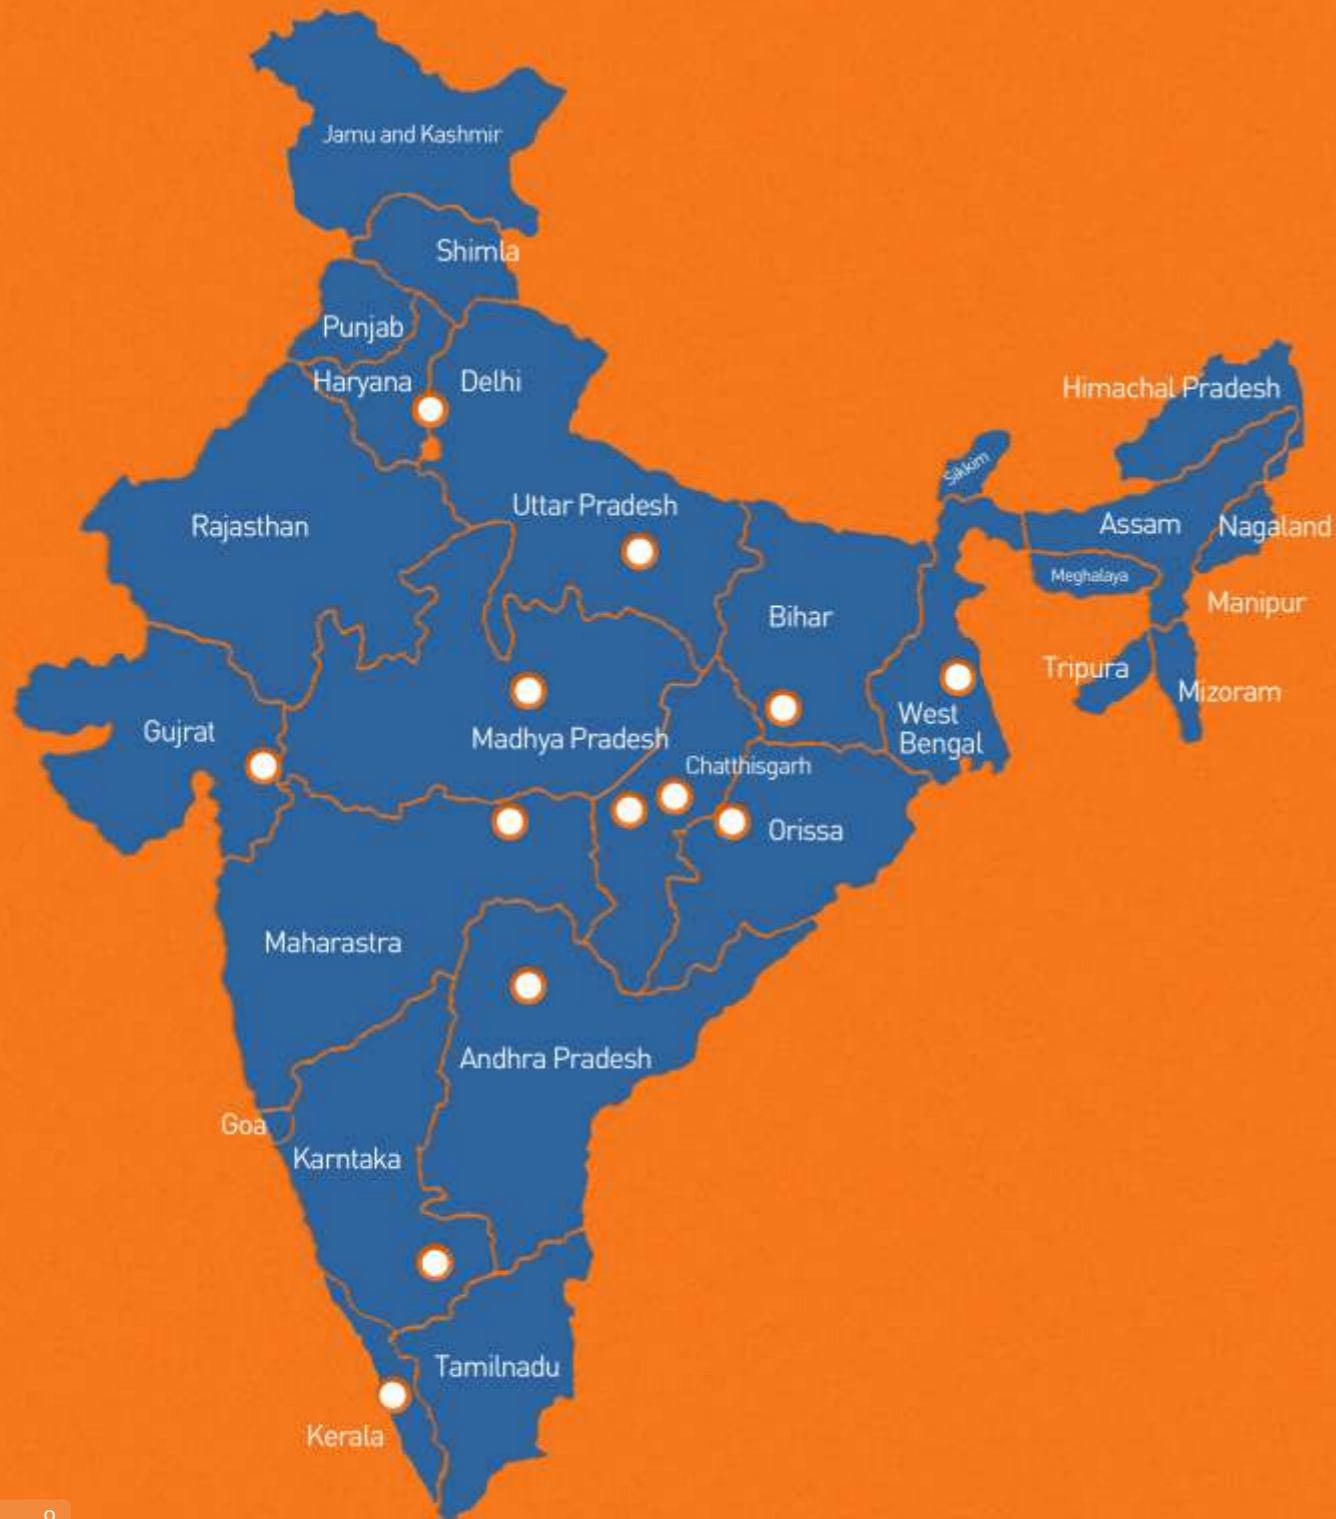 Jamu and Kashmir
Shimla
Punjab
Haryana
Delhi
Himachal Pradesh
Sikkim
Uttar Pradesh
Rajasthan
Assam
Nagaland
Meghalaya
Manipur
Bihar
Tripura
Mizoram
West
Bengal
Gujrat
Madhya Pradesh
Chatthisgarh
Orissa
Maharastra
Andhra Pradesh
Goa
Karntaka
Tamilnadu
Kerala